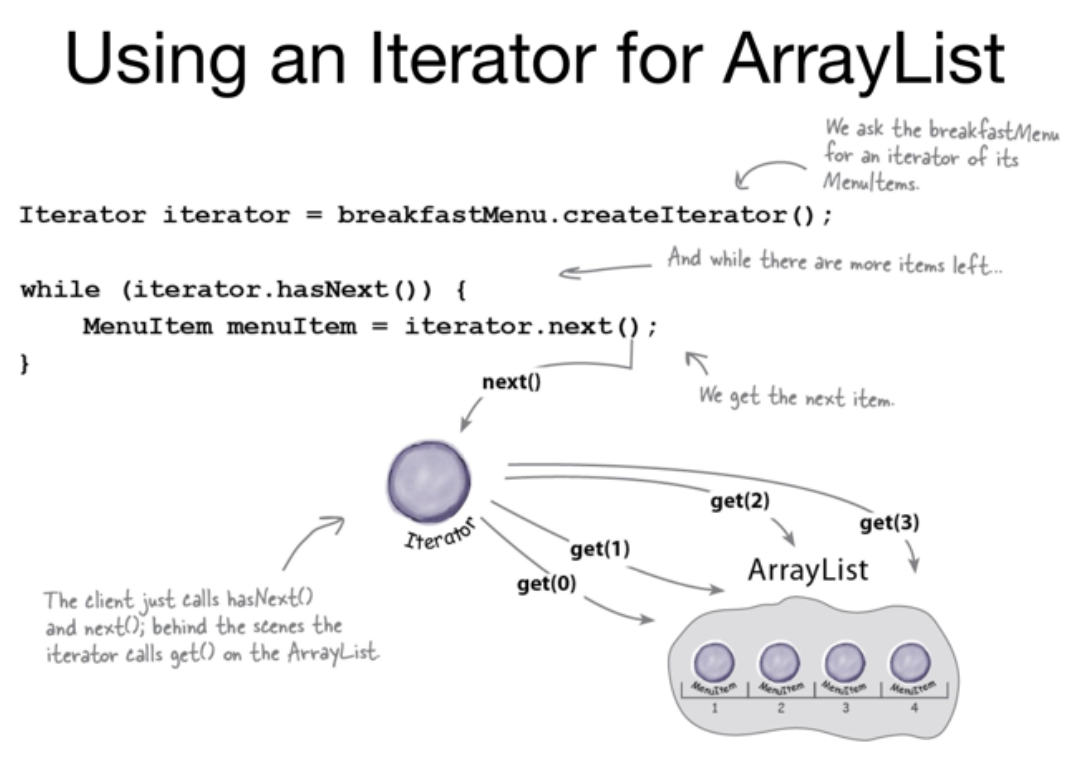 Using an Iterator for ArrayList
We ask the breakfastMenu
for an iterator of its
MenuItems.
Iterator iterator = breakfastMenu.createIterator();
And while there are more items left...
while (iterator.hasNext()) {
MenuItem menuItem = iterator.next();
}
next()
We get the next item.
get(2)
get(3)
Iterator
get(1)
ArrayList
get(0)
The client just calls hasNext()
and next(); behind the scenes the
iterator calls get() on the ArrayList
MenuItem MenuItem MenuItem MenuItem
1 2 3 4